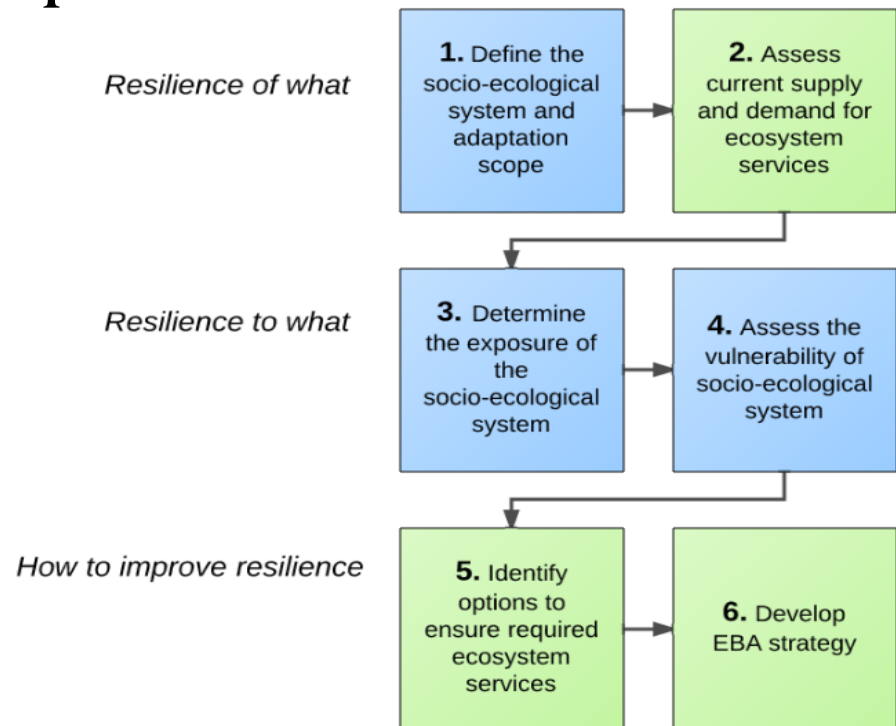 Resilience of what
1. Define the
socio-ecological
system and
adaptation
scope
2. Assess
current supply
and demand for
ecosystem
services
Resilience to what
3. Determine
the exposure of
the
socio-ecological
system
4. Assess the
vulnerability of
socio-ecological
system
How to improve resilience
5. Identify
options to
ensure required
ecosystem
services
6. Develop
EBA strategy